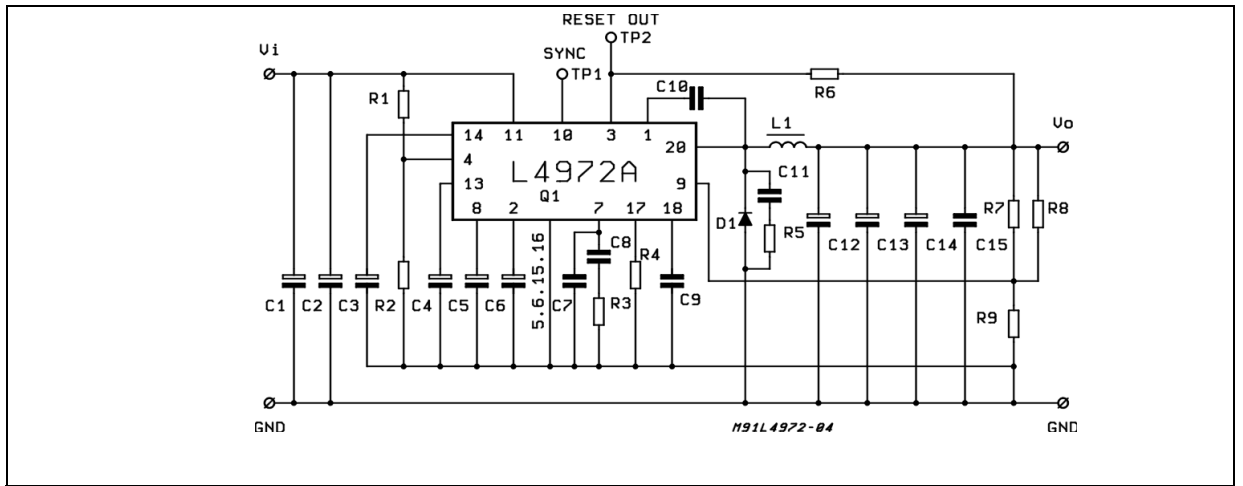 RESET OUT
TP2
Vi
SYNC
TP1
C10
R6
R1
L1
Vo
14 11 10 3 1
20
4
L4972A
C11
13
Q1
9
8 2 7 17 18
D1
R5
R7 R8
C12 C13 C14 C15
5.6.15.16
C8
R4
C1 C2 C3 R2 C4 C5 C6 C7 R3 C9
R9
GND
M91L4972-04
GND